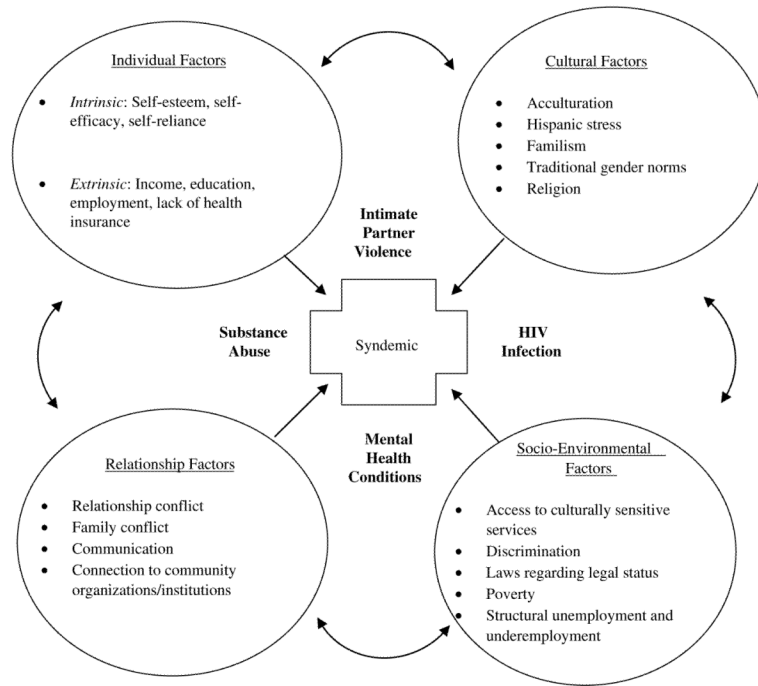 Individual Factors
• Intrinsic: Self-esteem, self-
efficacy, self-reliance
• Extrinsic: Income, education,
employment, lack of health
insurance
Cultural Factors
• Acculturation
• Hispanic stress
• Familism
• Traditional gender norms
• Religion
Intimate
Partner
Violence
Substance
Abuse
Syndemic
HIV
Infection
Mental
Health
Conditions
Relationship Factors
• Relationship conflict
• Family conflict
• Communication
• Connection to community
organizations/institutions
Socio-Environmental
Factors
• Access to culturally sensitive
services
• Discrimination
• Laws regarding legal status
• Poverty
• Structural unemployment and
underemployment